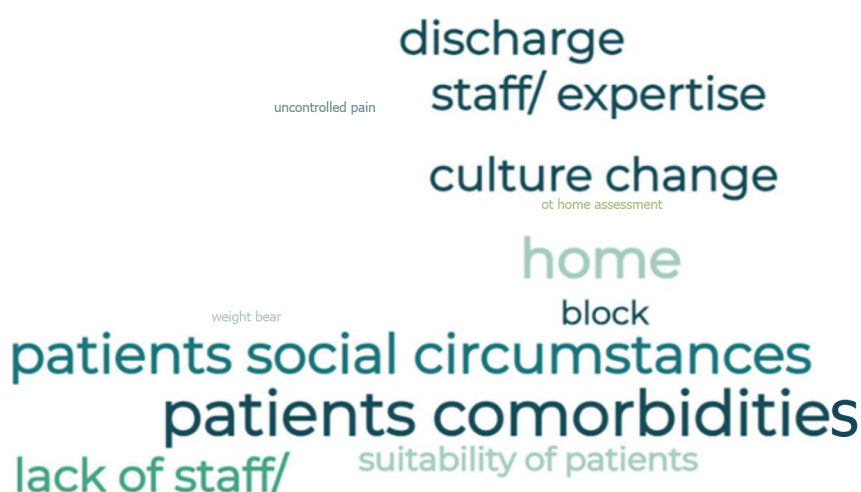 discharge
staff/ expertise
uncontrolled pain
culture change
ot home assessment
home
block
weight bear
patients social circumstances
patients comorbidities
suitability of patients
lack of staff/